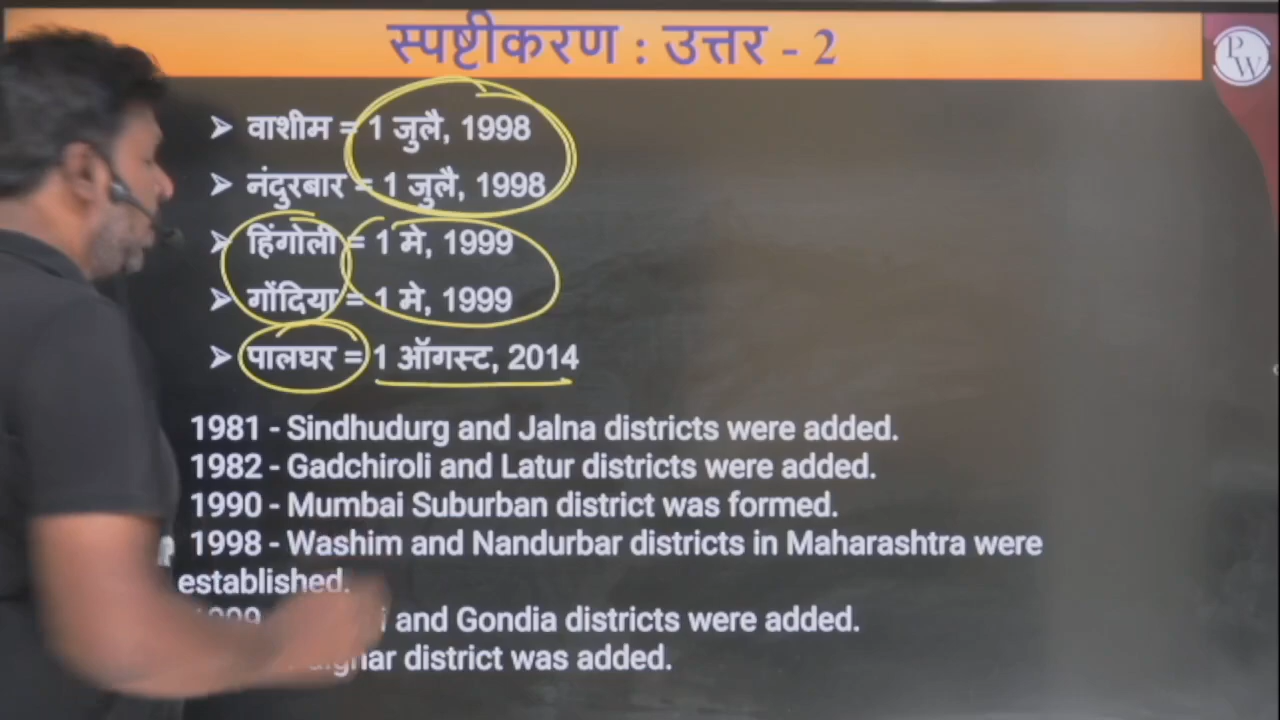 स्पष्टीकरण : उत्तर - 2
PW
➤ वाशीम = 1 जुलै, 1998
➤ नंदुरबार = 1 जुलै, 1998
➤ हिंगोली = 1 मे, 1999
➤ गोंदिया = 1 मे, 1999
➤ पालघर = 1 ऑगस्ट, 2014
1981 - Sindhudurg and Jalna districts were added.
1982 - Gadchiroli and Latur districts were added.
1990 - Mumbai Suburban district was formed.
1998 - Washim and Nandurbar districts in Maharashtra were
established.
and Gondia districts were added.
district was added.